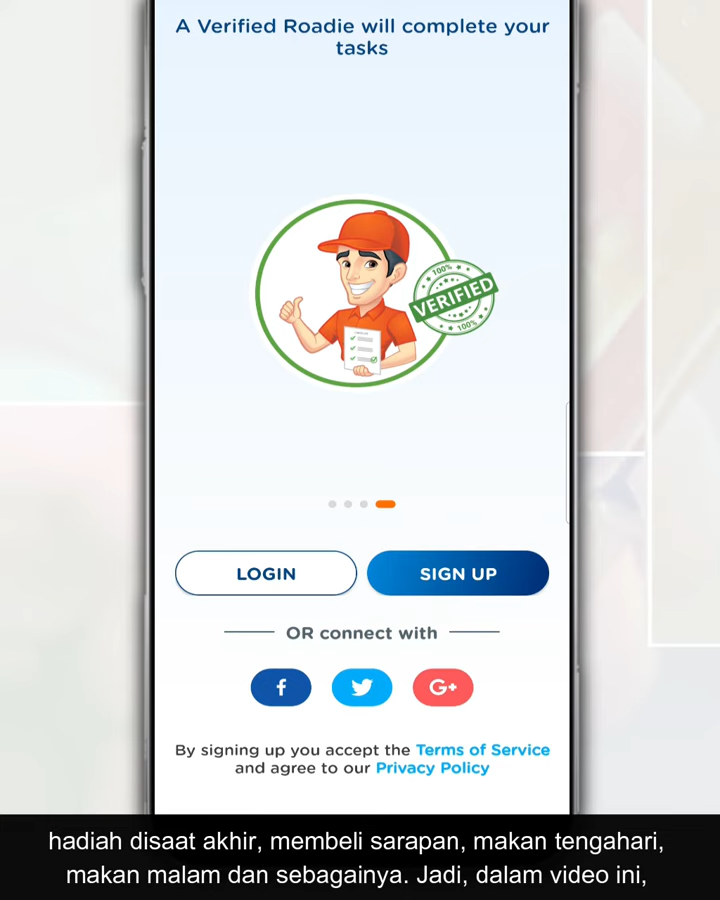 A Verified Roadie will complete your
tasks
100%
VERIFIED
100%
LOGIN
SIGN UP
OR connect with
f
G+
By signing up you accept the Terms of Service
and agree to our Privacy Policy
hadiah disaat akhir, membeli sarapan, makan tengahari,
makan malam dan sebagainya. Jadi, dalam video ini,